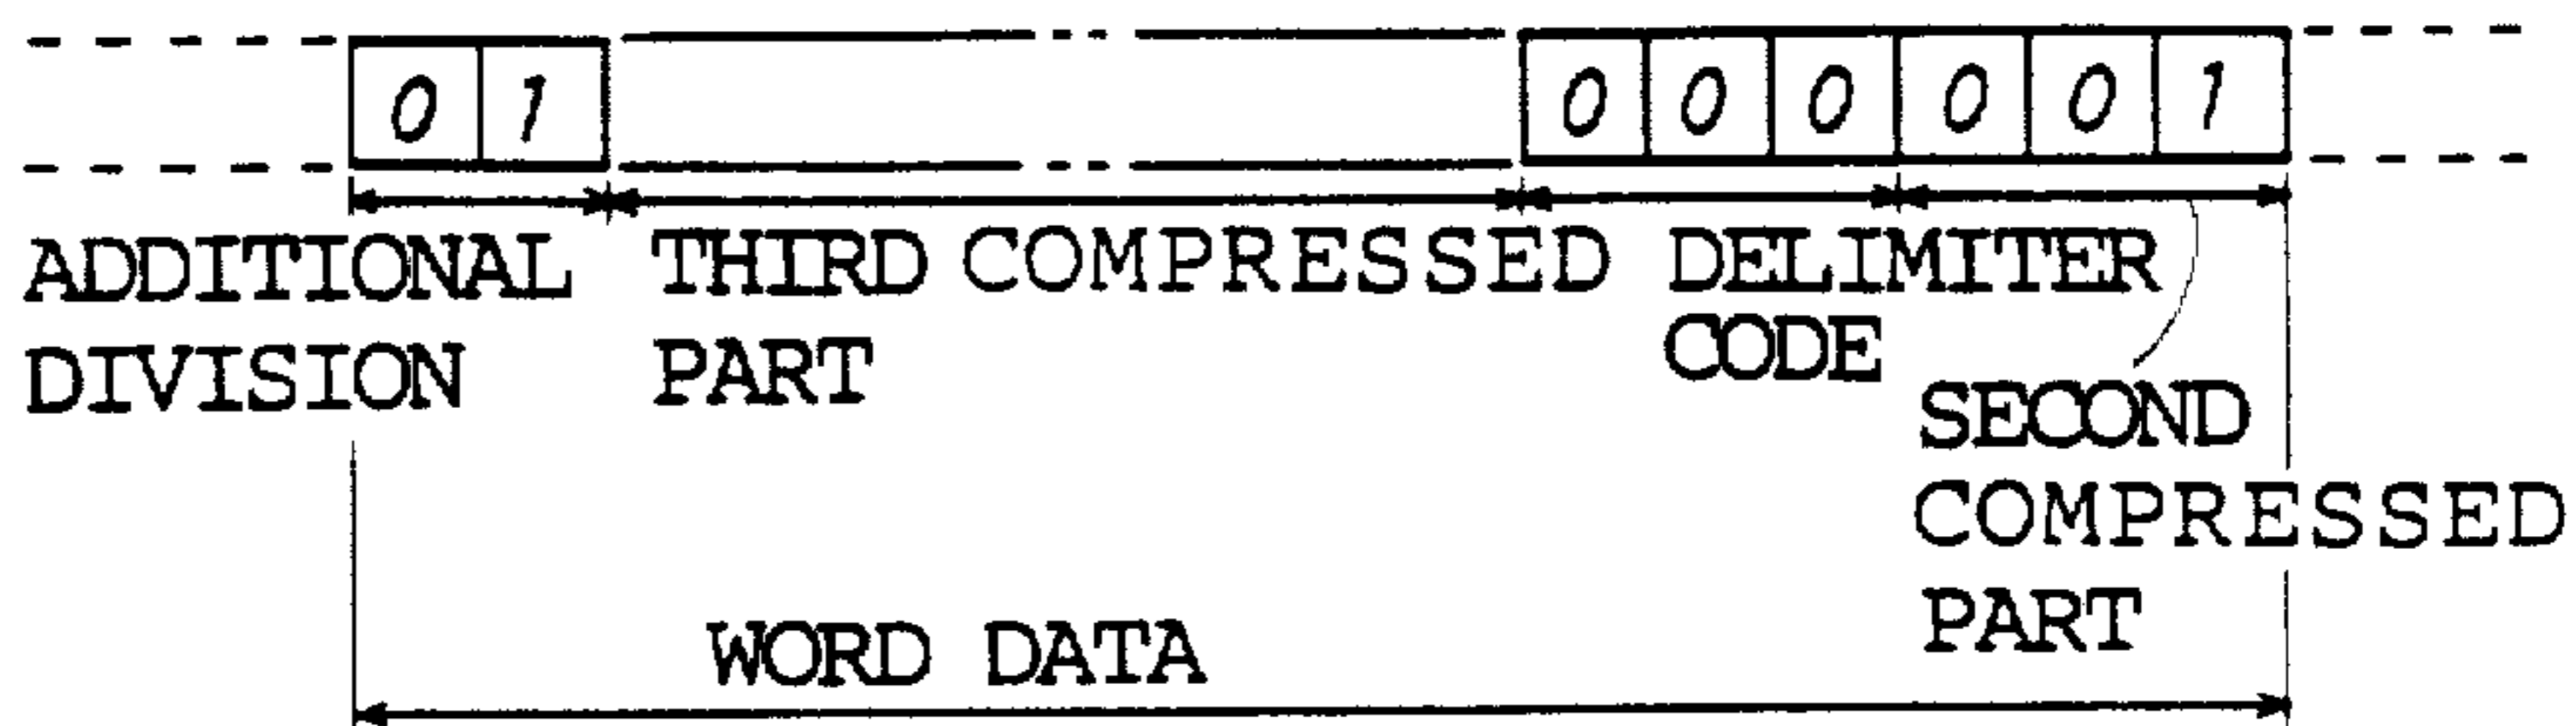 0 1 0 0 0 0 0 1
ADDITIONAL DIVISION
THIRD COMPRESSED PART
DELIMITER CODE
SECOND COMPRESSED PART
WORD DATA